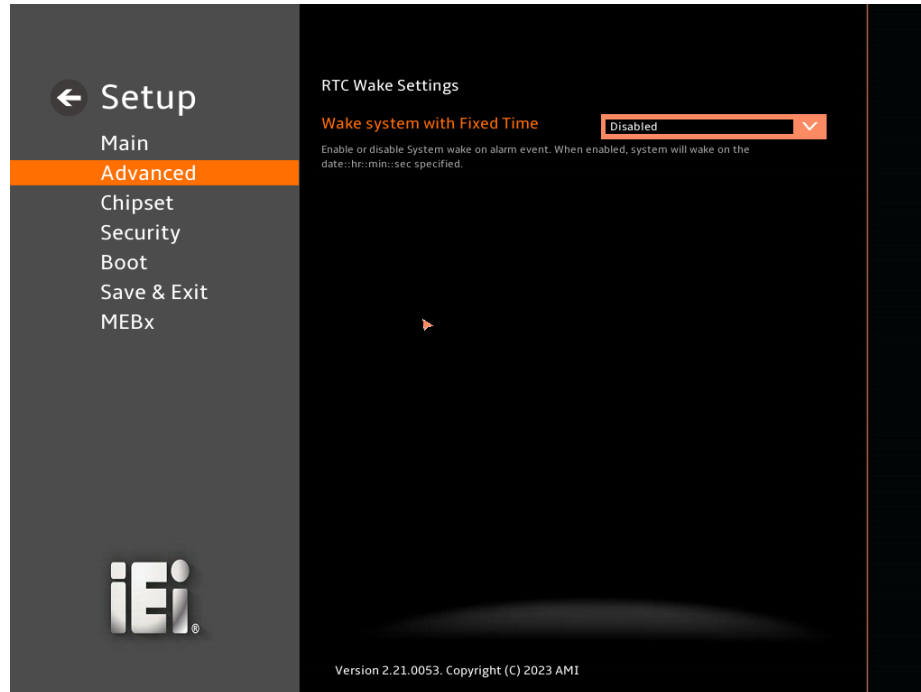 Setup
Main
Advanced
Chipset
Security
Boot
Save & Exit
MEBx
iEi®
RTC Wake Settings
Wake system with Fixed Time
Disabled
Enable or disable System wake on alarm event. When enabled, system will wake on the
date::hr::min::sec specified.
Version 2.21.0053. Copyright (C) 2023 AMI